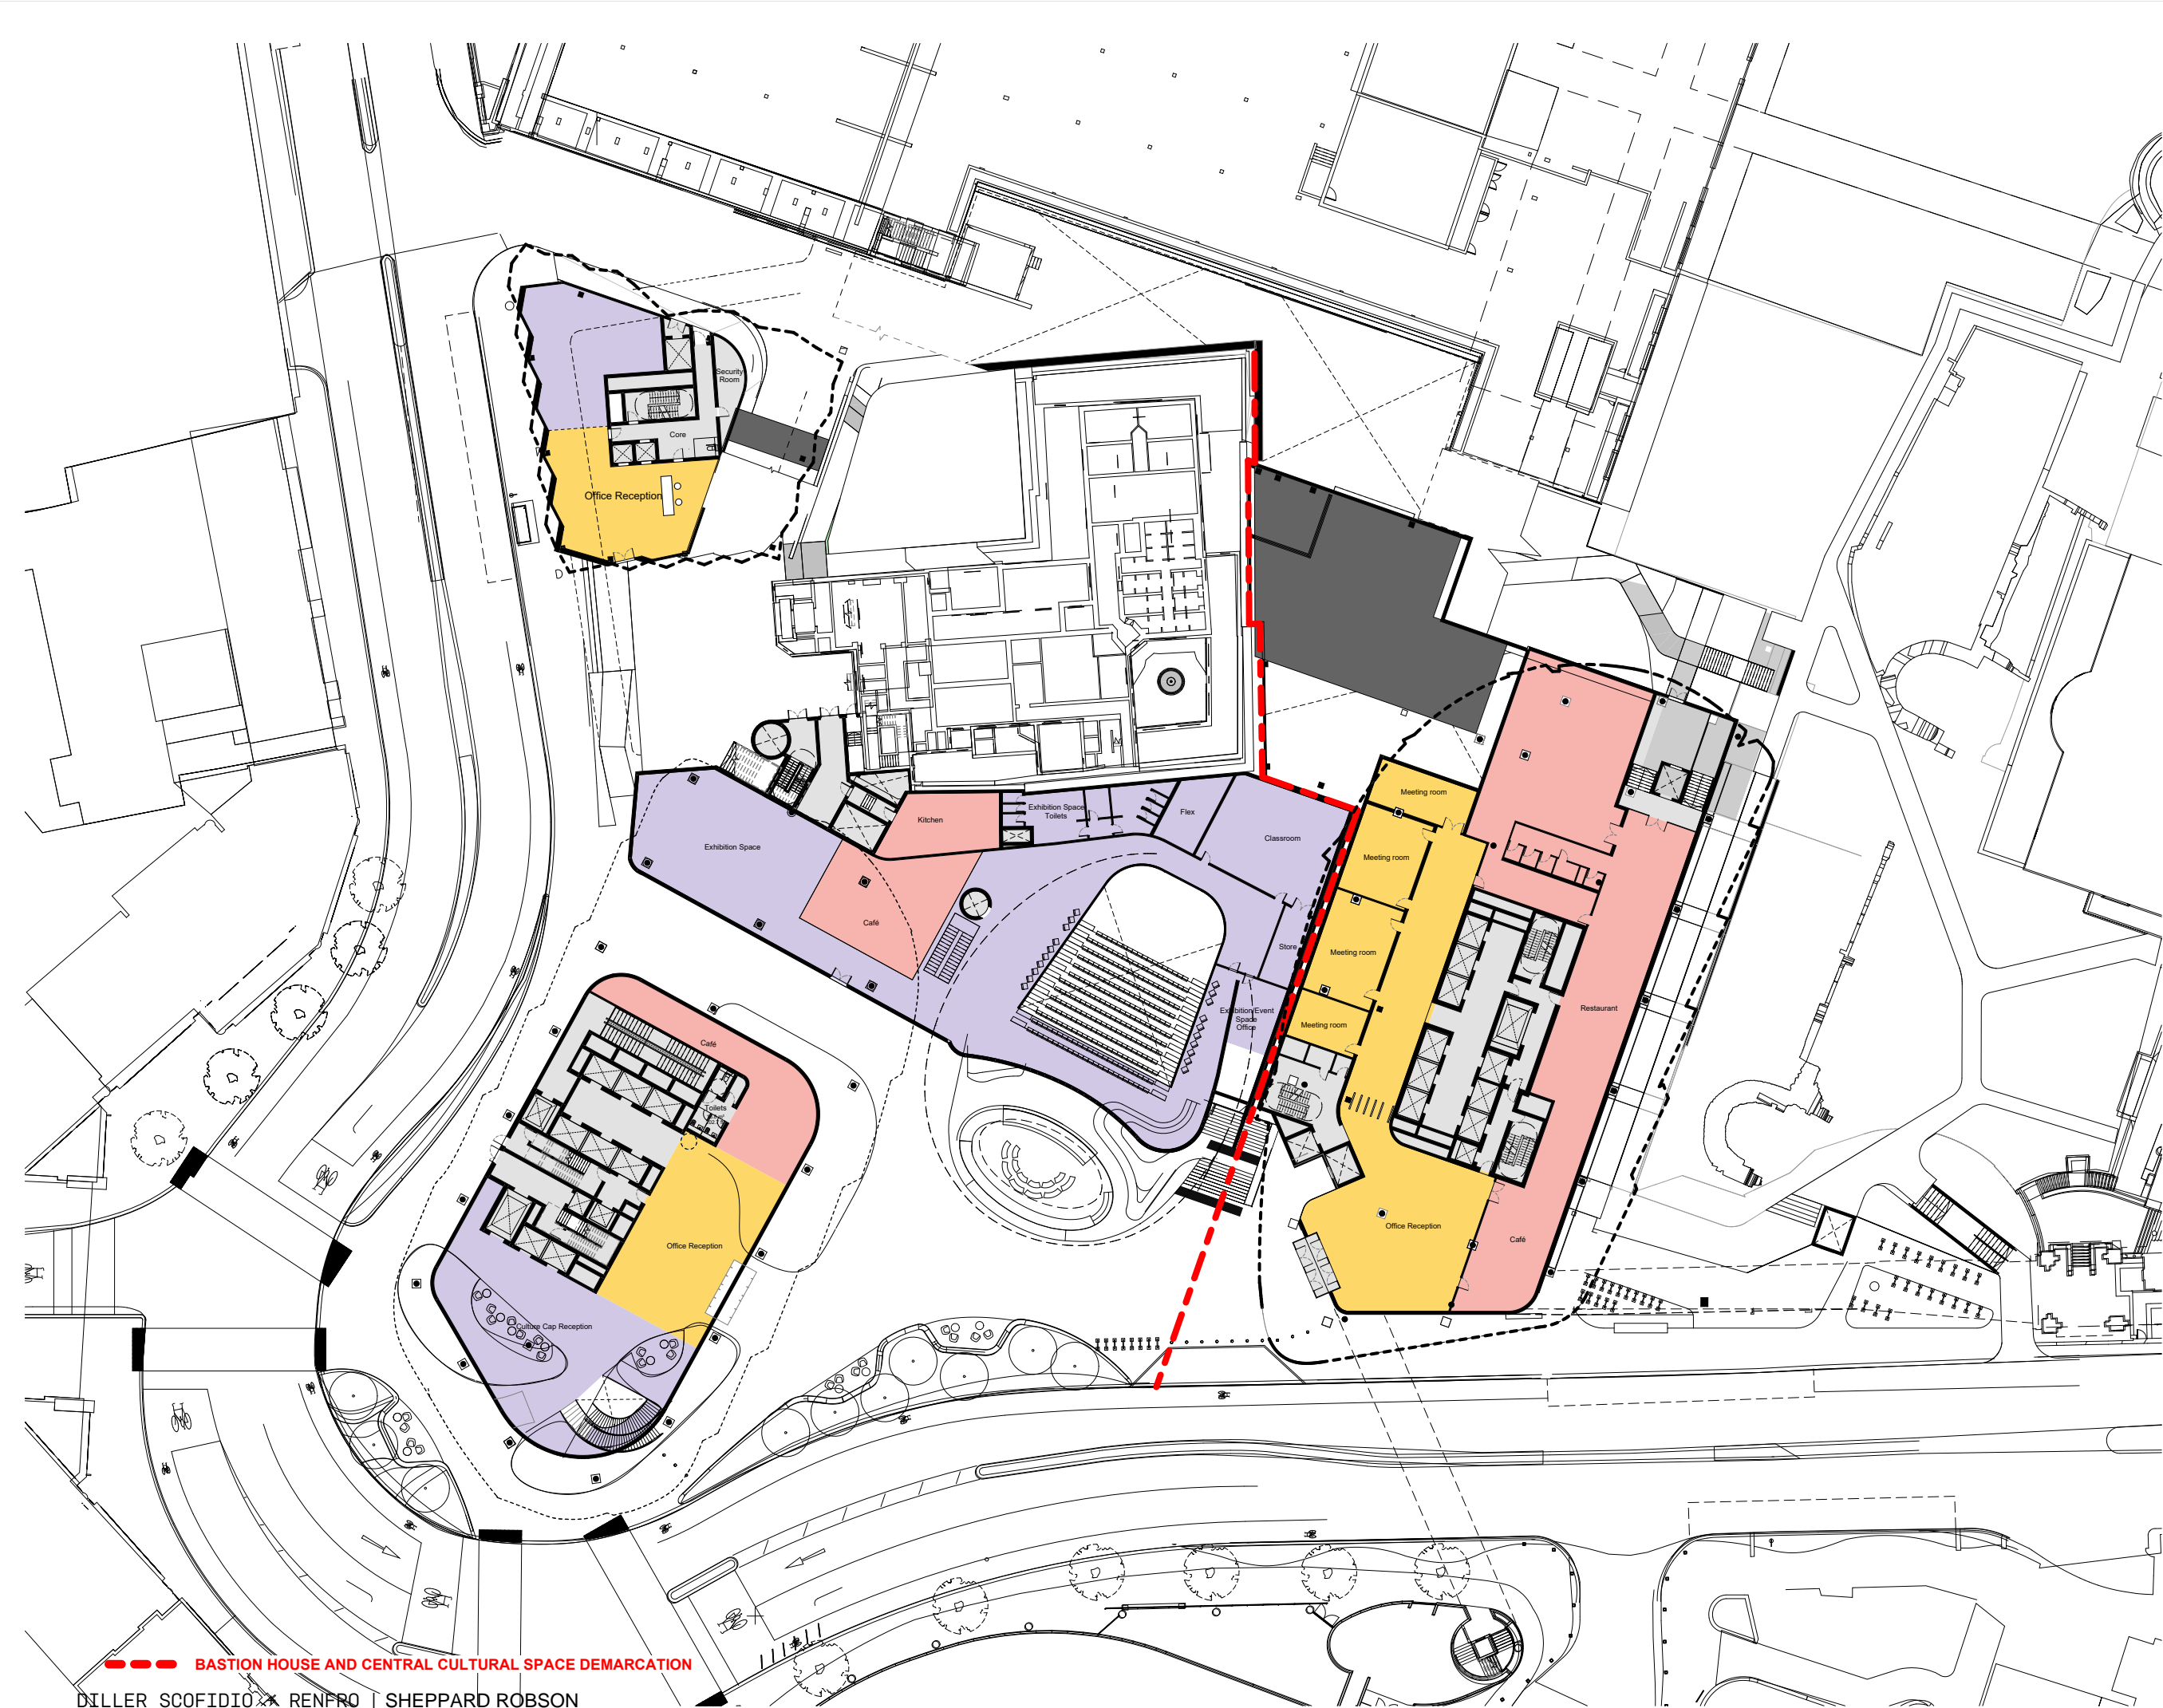 Security
Room
Core
Office Reception
D
Kitchen
Exhibition Space
Toilets
Flex
Classroom
Exhibition Space
Café
Store
Exhibition/Event
Space
Office
Meeting room
Meeting room
Meeting room
Meeting room
Restaurant
Office Reception
Café
Café
Toilets
Office Reception
Culture Cap Reception
BASTION HOUSE AND CENTRAL CULTURAL SPACE DEMARCATION
DILLER SCOFIDIO + RENFRO | SHEPPARD ROBSON